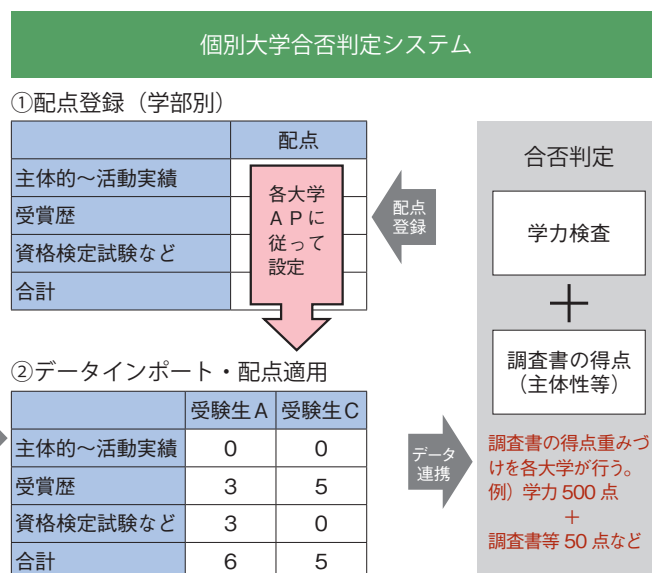 個別大学合否判定システム
①配点登録（学部別）
配点
主体的～活動実績
受賞歴
資格検定試験など
合計
各大学
ＡＰに
従って
設定
配点
登録
②データインポート・配点適用
受験生A 受験生C
主体的～活動実績 0 0
受賞歴 3 5
資格検定試験など 3 0
合計 6 5
データ
連携
合否判定
学力検査
＋
調査書の得点
（主体性等）
調査書の得点重みづ
けを各大学が行う。
例）学力 500 点
＋
調査書等 50 点など